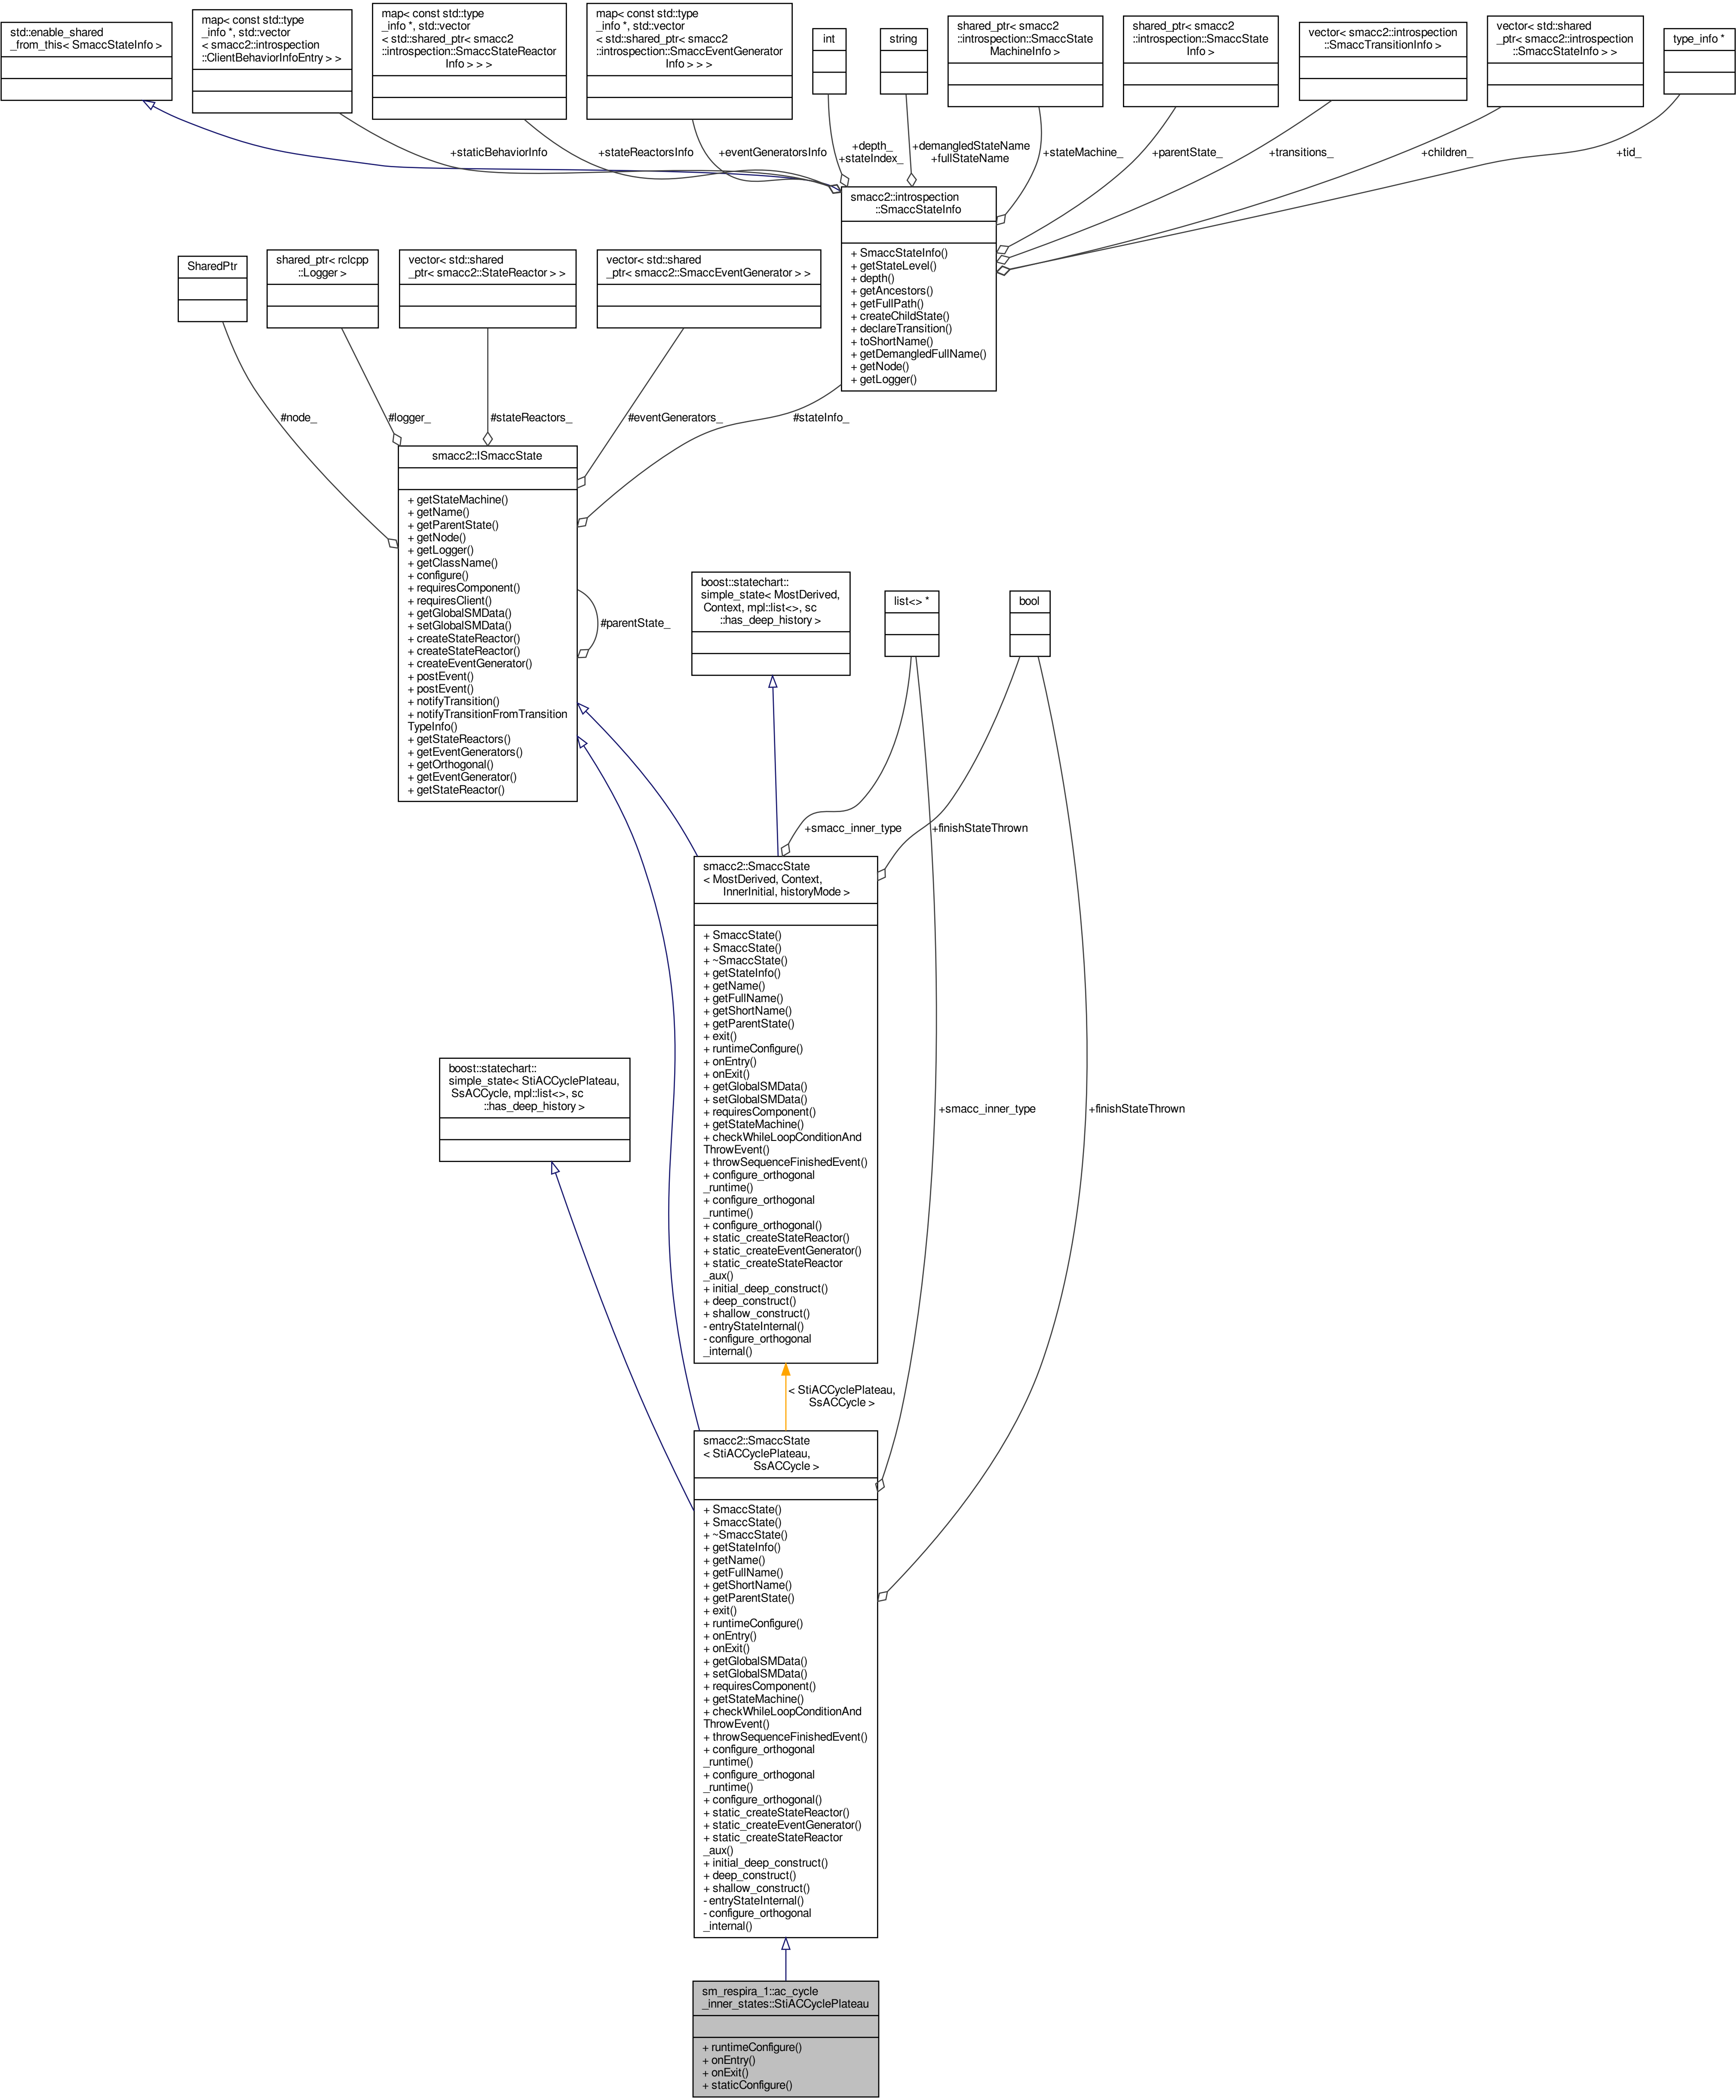 std::enable_shared
_from_this< SmaccStateInfo >
map< const std::type
_info *, std::vector
< smacc2::introspection
::ClientBehaviorInfoEntry > >
map< const std::type
_info *, std::vector
< std::shared_ptr< smacc2
::introspection::SmaccStateReactor
Info > > >
map< const std::type
_info *, std::vector
< std::shared_ptr< smacc2
::introspection::SmaccEventGenerator
Info > > >
int
string
shared_ptr< smacc2
::introspection::SmaccState
MachineInfo >
shared_ptr< smacc2
::introspection::SmaccState
Info >
vector< smacc2::introspection
::SmaccTransitionInfo >
vector< std::shared
_ptr< smacc2::introspection
::SmaccStateInfo > >
type_info *
+staticBehaviorInfo
+stateReactorsInfo
+eventGeneratorsInfo
+depth_
+stateIndex_
+demangledStateName
+fullStateName
+stateMachine_
+parentState_
+transitions_
+children_
+tid_
smacc2::introspection
::SmaccStateInfo
+ SmaccStateInfo()
+ getStateLevel()
+ depth()
+ getAncestors()
+ getFullPath()
+ createChildState()
+ declareTransition()
+ toShortName()
+ getDemangledFullName()
+ getNode()
+ getLogger()
SharedPtr
shared_ptr< rclcpp
::Logger >
vector< std::shared
_ptr< smacc2::StateReactor > >
vector< std::shared
_ptr< smacc2::SmaccEventGenerator > >
#node_
#logger_
#stateReactors_
#eventGenerators_
#stateInfo_
smacc2::ISmaccState
+ getStateMachine()
+ getName()
+ getParentState()
+ getNode()
+ getLogger()
+ getClassName()
+ configure()
+ requiresComponent()
+ requiresClient()
+ getGlobalSMData()
+ setGlobalSMData()
+ createStateReactor()
+ createStateReactor()
+ createEventGenerator()
+ postEvent()
+ postEvent()
+ notifyTransition()
+ notifyTransitionFromTransition
TypeInfo()
+ getStateReactors()
+ getEventGenerators()
+ getOrthogonal()
+ getEventGenerator()
+ getStateReactor()
#parentState_
boost::statechart::
simple_state< MostDerived,
Context, mpl::list<>, sc
::has_deep_history >
list<> *
bool
+smacc_inner_type
+finishStateThrown
smacc2::SmaccState
< MostDerived, Context,
InnerInitial, historyMode >
+ SmaccState()
+ SmaccState()
+ ~SmaccState()
+ getStateInfo()
+ getName()
+ getFullName()
+ getShortName()
+ getParentState()
+ exit()
+ runtimeConfigure()
+ onEntry()
+ onExit()
+ getGlobalSMData()
+ setGlobalSMData()
+ requiresComponent()
+ getStateMachine()
+ checkWhileLoopConditionAnd
ThrowEvent()
+ throwSequenceFinishedEvent()
+ configure_orthogonal
_runtime()
+ configure_orthogonal
_runtime()
+ configure_orthogonal()
+ static_createStateReactor()
+ static_createEventGenerator()
+ static_createStateReactor
_aux()
+ initial_deep_construct()
+ deep_construct()
+ shallow_construct()
- entryStateInternal()
- configure_orthogonal
_internal()
boost::statechart::
simple_state< StiACCyclePlateau,
SsACCycle, mpl::list<>, sc
::has_deep_history >
+smacc_inner_type
+finishStateThrown
< StiACCyclePlateau,
SsACCycle >
smacc2::SmaccState
< StiACCyclePlateau,
SsACCycle >
+ SmaccState()
+ SmaccState()
+ ~SmaccState()
+ getStateInfo()
+ getName()
+ getFullName()
+ getShortName()
+ getParentState()
+ exit()
+ runtimeConfigure()
+ onEntry()
+ onExit()
+ getGlobalSMData()
+ setGlobalSMData()
+ requiresComponent()
+ getStateMachine()
+ checkWhileLoopConditionAnd
ThrowEvent()
+ throwSequenceFinishedEvent()
+ configure_orthogonal
_runtime()
+ configure_orthogonal
_runtime()
+ configure_orthogonal()
+ static_createStateReactor()
+ static_createEventGenerator()
+ static_createStateReactor
_aux()
+ initial_deep_construct()
+ deep_construct()
+ shallow_construct()
- entryStateInternal()
- configure_orthogonal
_internal()
sm_respira_1::ac_cycle
_inner_states::StiACCyclePlateau
+ runtimeConfigure()
+ onEntry()
+ onExit()
+ staticConfigure()